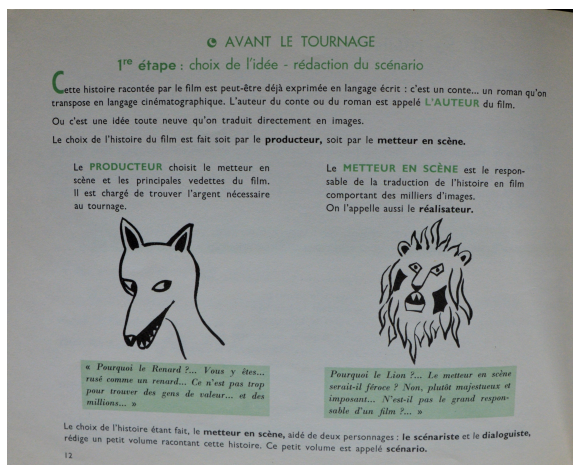 AVANT LE TOURNAGE
1re étape : choix de l'idée - rédaction du scénario
Cette histoire racontée par le film est peut-être déjà exprimée en langage écrit : c'est un conte... un roman qu'on
transpose en langage cinématographique. L'auteur du conte ou du roman est appelé L'AUTEUR du film.
Ou c'est une idée toute neuve qu'on traduit directement en images.
Le choix de l'histoire du film est fait soit par le producteur, soit par le metteur en scène.
Le PRODUCTEUR choisit le metteur en
scène et les principales vedettes du film.
Il est chargé de trouver l'argent nécessaire
au tournage.
« Pourquoi le Renard ?... Vous y êtes...
rusé comme un renard... Ce n'est pas trop
pour trouver des gens de valeur... et des
millions... »
Le METTEUR EN SCÈNE est le respon-
sable de la traduction de l'histoire en film
comportant des milliers d'images.
On l'appelle aussi le réalisateur.
Pourquoi le Lion ?... Le metteur en scène
serait-il féroce ? Non, plutôt majestueux et
imposant... N'est-il pas le grand respon-
sable d'un film ?... »
Le choix de l'histoire étant fait, le metteur en scène, aidé de deux personnages : le scénariste et le dialoguiste,
rédige un petit volume racontant cette histoire. Ce petit volume est appelé scénario.
12